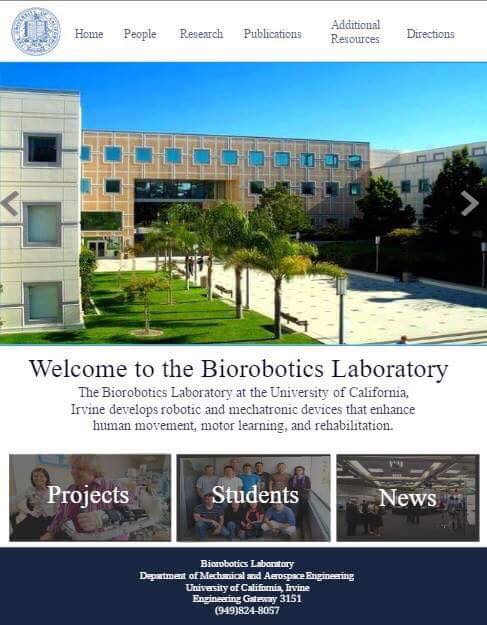 Home
People
Research
Publications
Additional
Resources
Directions
Welcome to the Biorobotics Laboratory
The Biorobotics Laboratory at the University of California,
Irvine develops robotic and mechatronic devices that enhance
human movement, motor learning, and rehabilitation.
Projects
Students
News
Biorobotics Laboratory
Department of Mechanical and Aerospace Engineering
University of California, Irvine
Engineering Gateway 3151
(949)824-8057